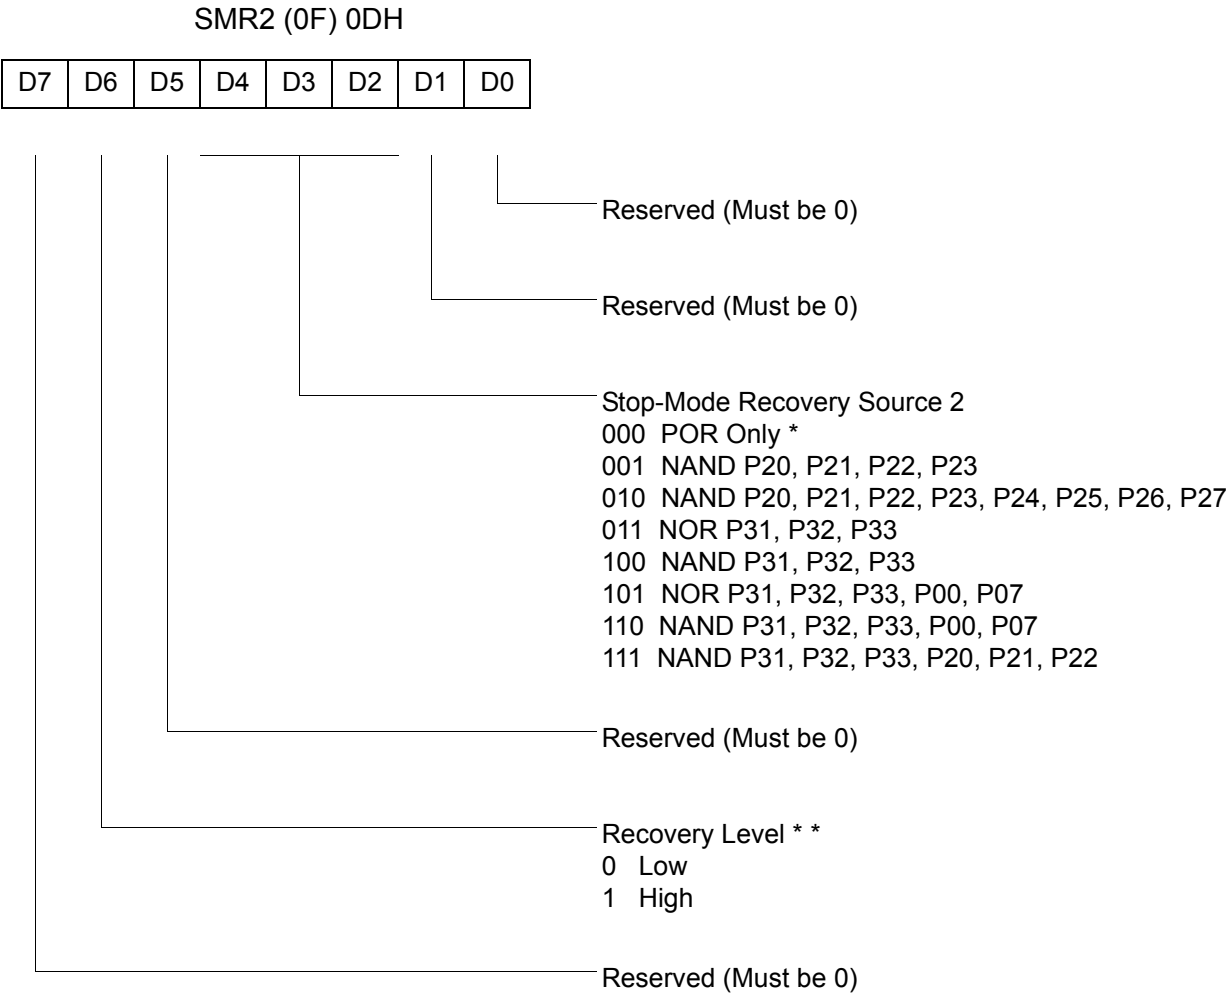 SMR2 (0F) 0DH
D7 D6 D5 D4 D3 D2 D1 D0
Reserved (Must be 0)
Reserved (Must be 0)
Stop-Mode Recovery Source 2
000 POR Only *
001 NAND P20, P21, P22, P23
010 NAND P20, P21, P22, P23, P24, P25, P26, P27
011 NOR P31, P32, P33
100 NAND P31, P32, P33
101 NOR P31, P32, P33, P00, P07
110 NAND P31, P32, P33, P00, P07
111 NAND P31, P32, P33, P20, P21, P22
Reserved (Must be 0)
Recovery Level * *
0 Low
1 High
Reserved (Must be 0)